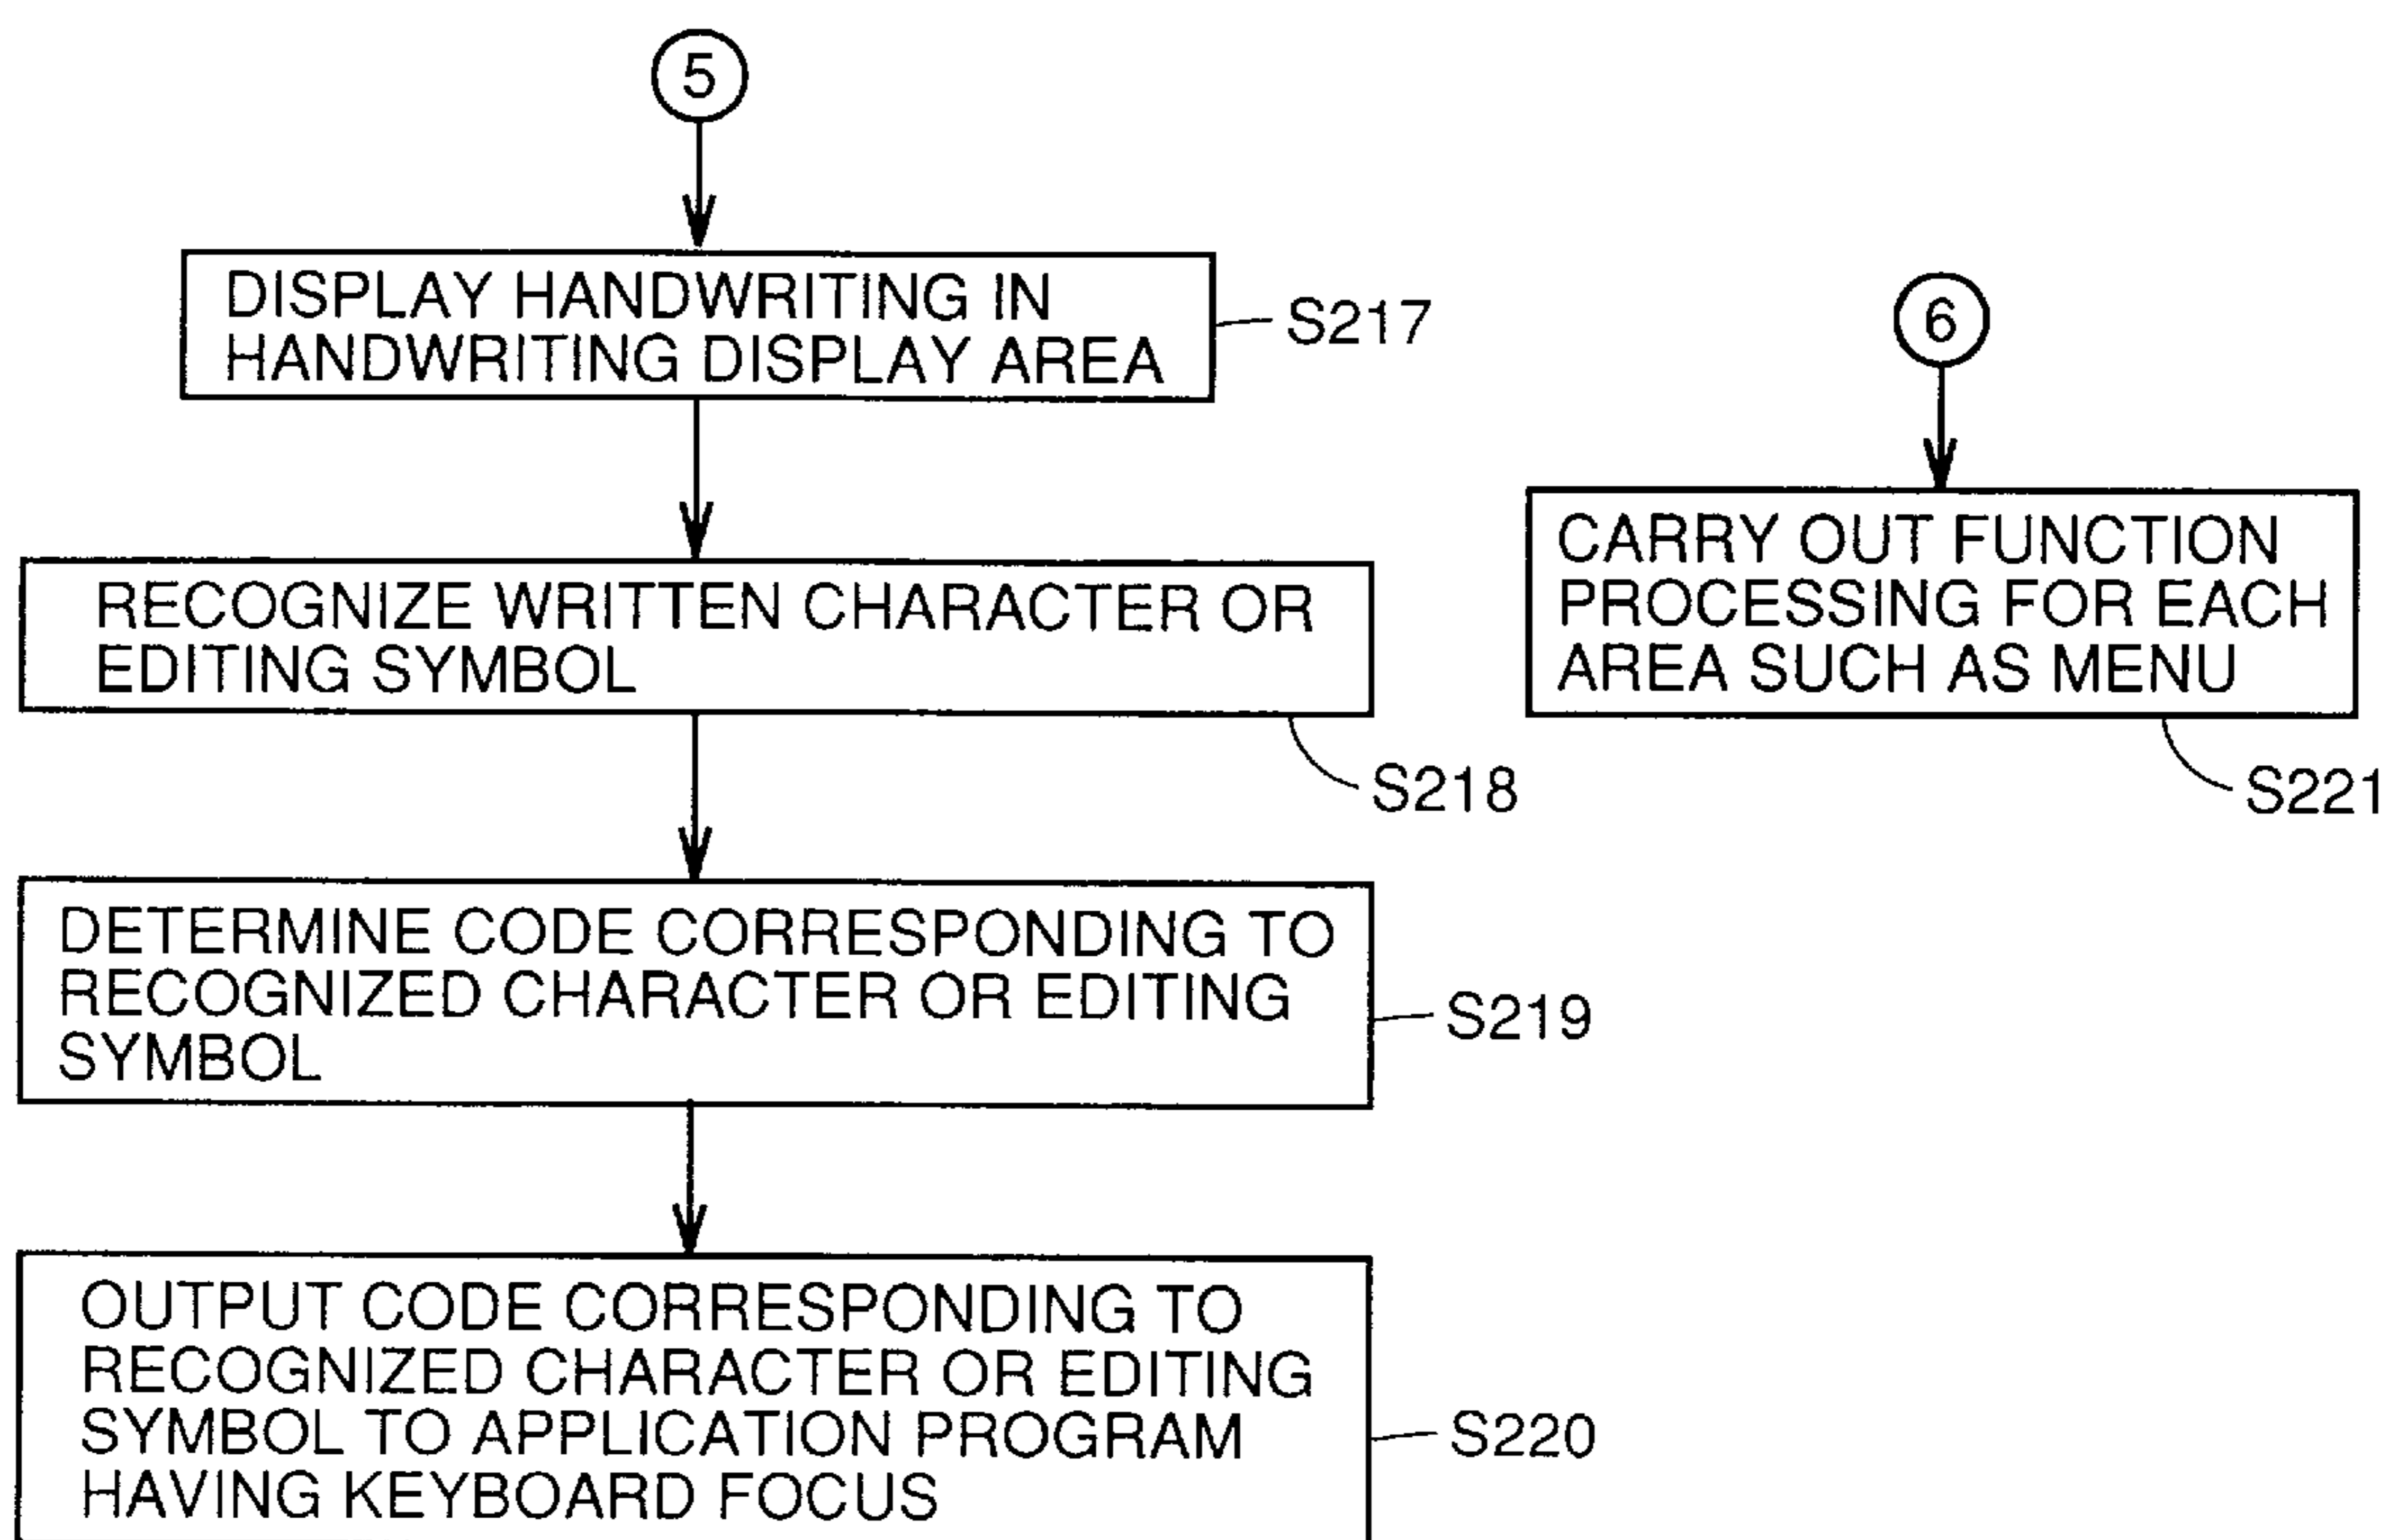 5
DISPLAY HANDWRITING IN
HANDWRITING DISPLAY AREA
S217
RECOGNIZE WRITTEN CHARACTER OR
EDITING SYMBOL
S218
DETERMINE CODE CORRESPONDING TO
RECOGNIZED CHARACTER OR EDITING
SYMBOL
S219
OUTPUT CODE CORRESPONDING TO
RECOGNIZED CHARACTER OR EDITING
SYMBOL TO APPLICATION PROGRAM
HAVING KEYBOARD FOCUS
S220
6
CARRY OUT FUNCTION
PROCESSING FOR EACH
AREA SUCH AS MENU
S221